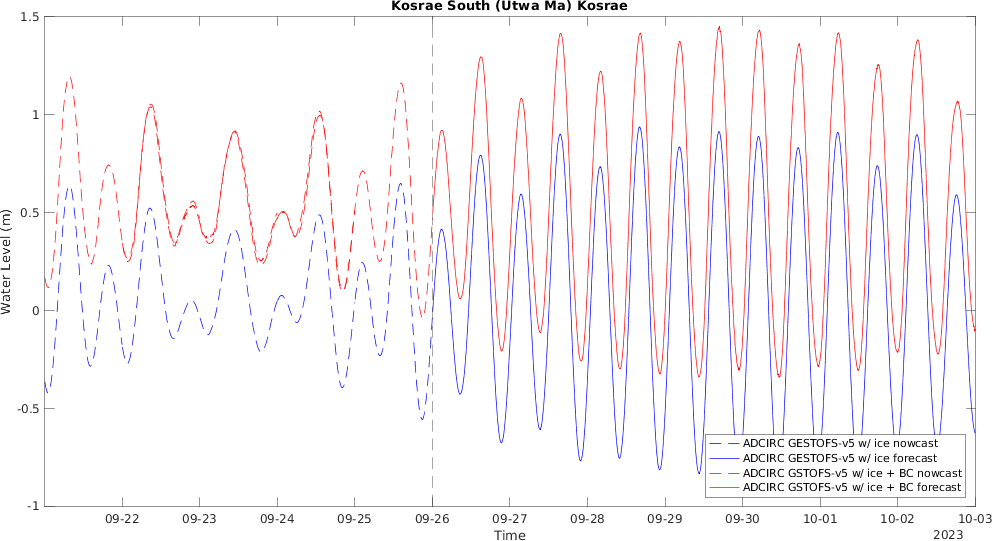 Kosrae South (Utwa Ma) Kosrae
1.5
1
0.5
0
-0.5
-1
Water Level (m)
09-22 09-23 09-24 09-25 09-26 09-27 09-28 09-29 09-30 10-01 10-02 10-03
Time
2023
ADCIRC GESTOFS-v5 w/ ice nowcast
ADCIRC GESTOFS-v5 w/ ice forecast
ADCIRC GSTOFS-v5 w/ ice + BC nowcast
ADCIRC GSTOFS-v5 w/ ice + BC forecast